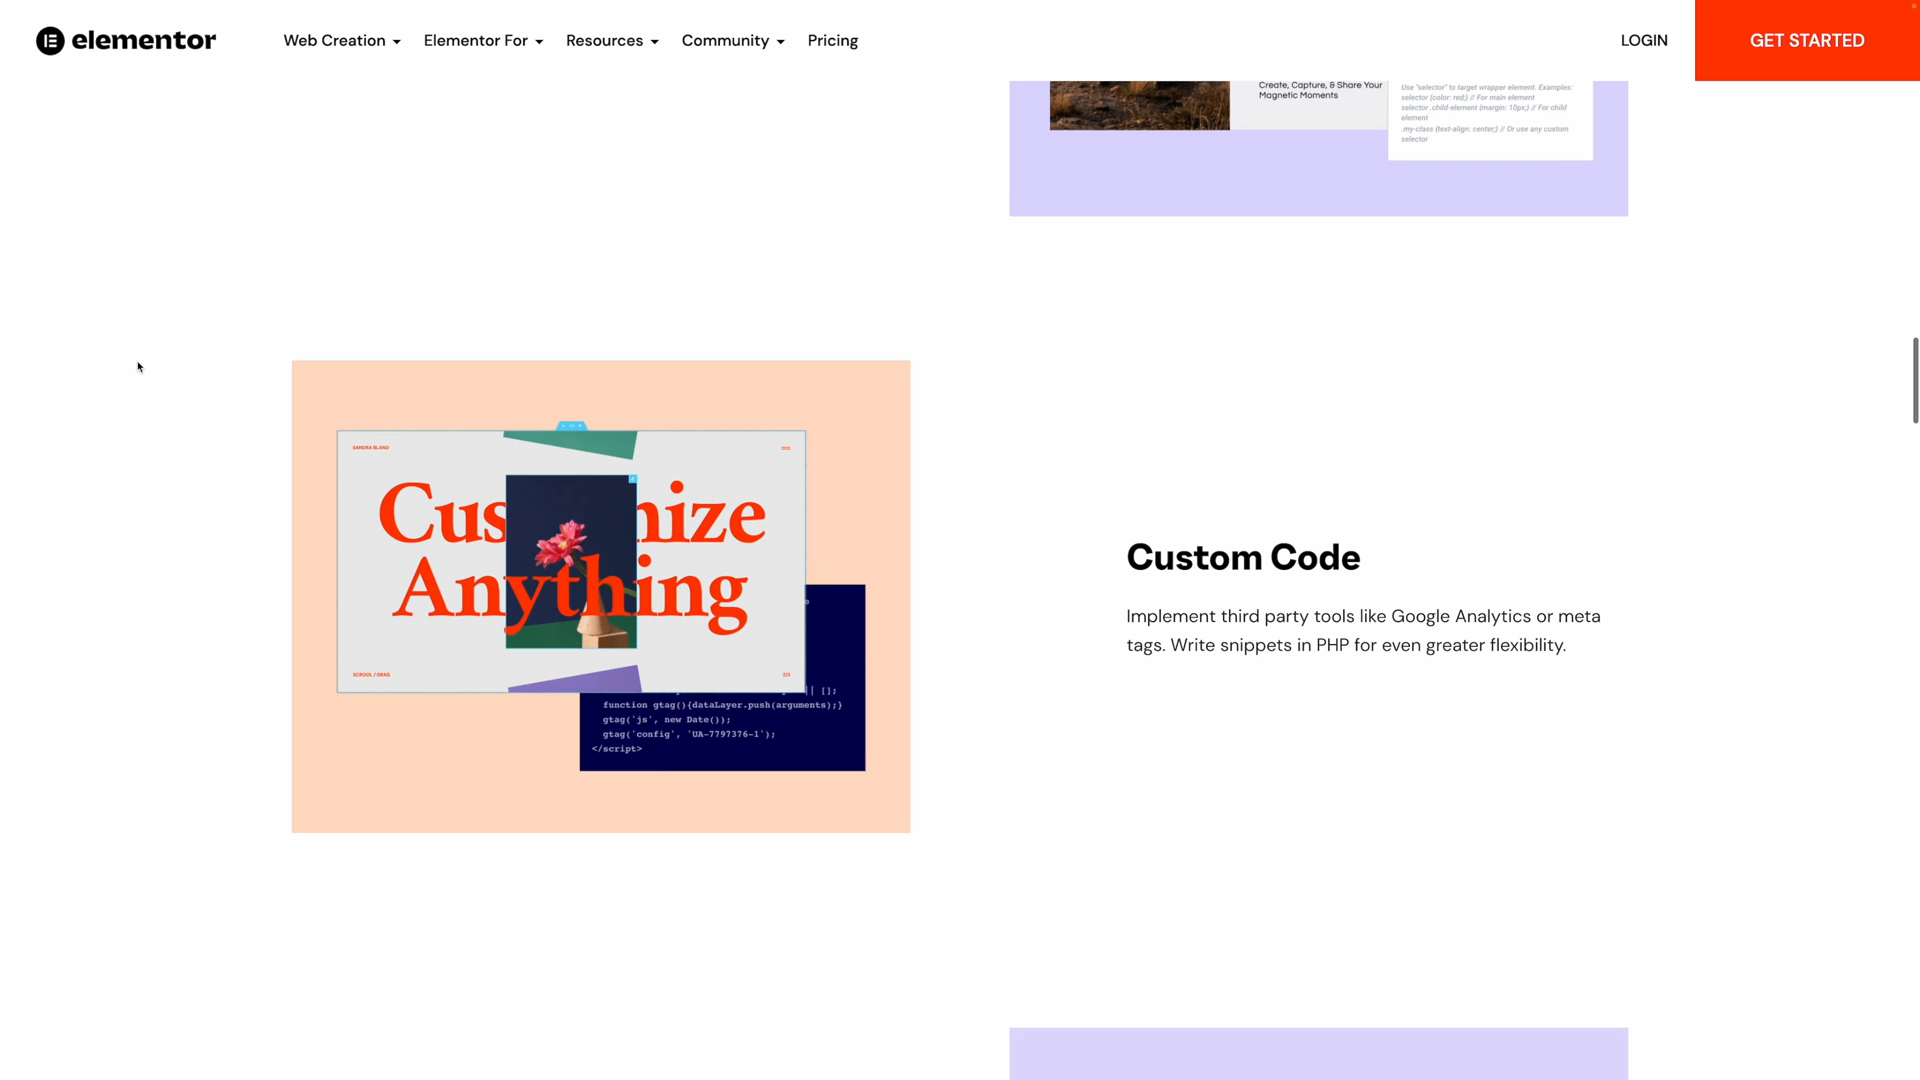 elementor
Web Creation
Elementor For
Resources
Community
Pricing
LOGIN
GET STARTED
Create, Capture, & Share Your
Magnetic Moments
Use "selector" to target wrapper element. Examples:
selector {color: red;} // For main element
selector .child-element {margin: 10px;} // For child
element
.my-class {text-align: center;} // Or use any custom
selector
SANDRA BLAND
Customize
Anything
SCROOL / DRAG
2/3
|| [];
function gtag(){dataLayer.push(arguments);}
gtag('js', new Date());
gtag('config', 'UA-7797376-1');
</script>
Custom Code
Implement third party tools like Google Analytics or meta
tags. Write snippets in PHP for even greater flexibility.